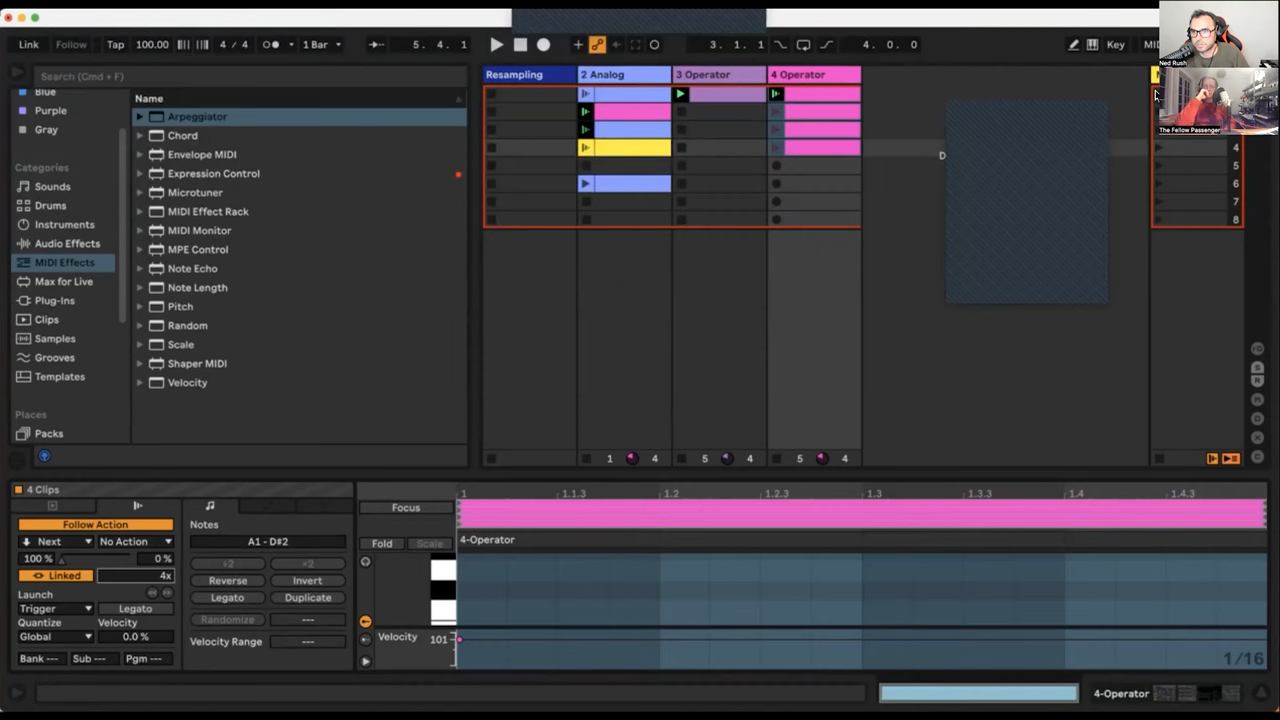 Link Follow Tap 100.00 4 / 4 1 Bar 5. 4. 1 3. 1. 1 4. 0. 0 Key MIDI
Ned Rush
The Fellow Passenger
Search (Cmd + F)
Blue
Purple
Gray
Categories
Sounds
Drums
Instruments
Audio Effects
MIDI Effects
Max for Live
Plug-Ins
Clips
Samples
Grooves
Templates
Places
Packs
Name
Arpeggiator
Chord
Envelope MIDI
Expression Control
Microtuner
MIDI Effect Rack
MIDI Monitor
MPE Control
Note Echo
Note Length
Pitch
Random
Scale
Shaper MIDI
Velocity
Resampling 2 Analog 3 Operator 4 Operator
D
4
5
6
7
8
1 4 5 4 5 4
4 Clips
Follow Action
Next No Action
100 % 0 %
Linked 4x
Launch
Trigger Legato
Quantize Velocity
Global 0.0 %
Bank --- Sub --- Pgm ---
Notes
A1 - D#2
÷2 ×2
Reverse Invert
Legato Duplicate
Randomize ---
Velocity Range ---
Focus
Fold Scale
1 1.1.3 1.2 1.2.3 1.3 1.3.3 1.4 1.4.3
4-Operator
Velocity 101
1/16
4-Operator